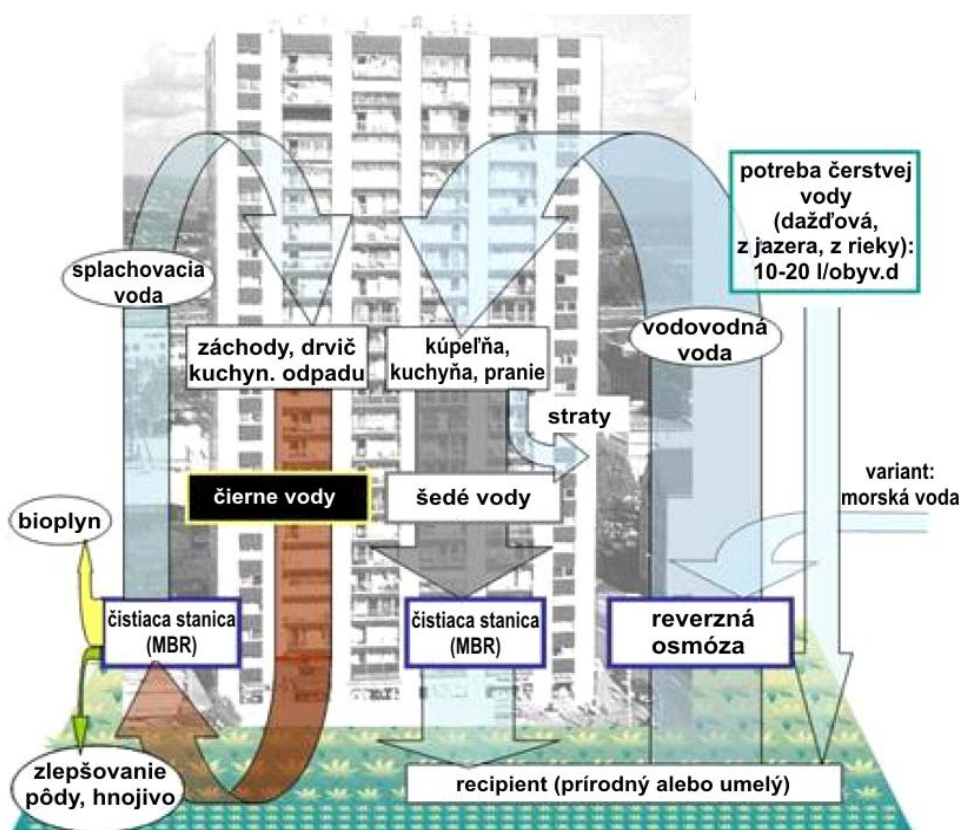 potreba čerstvej
vody
(dažďová,
z jazera, z rieky):
10-20 l/obyv.d
splachovacia
voda
vodovodná
voda
záchody, drvič
kuchyn. odpadu
kúpeľňa,
kuchyňa, pranie
straty
variant:
morská voda
čierne vody
šedé vody
bioplyn
čistiaca stanica
(MBR)
čistiaca stanica
(MBR)
reverzná
osmóza
zlepšovanie
pôdy, hnojivo
recipient (prírodný alebo umelý)